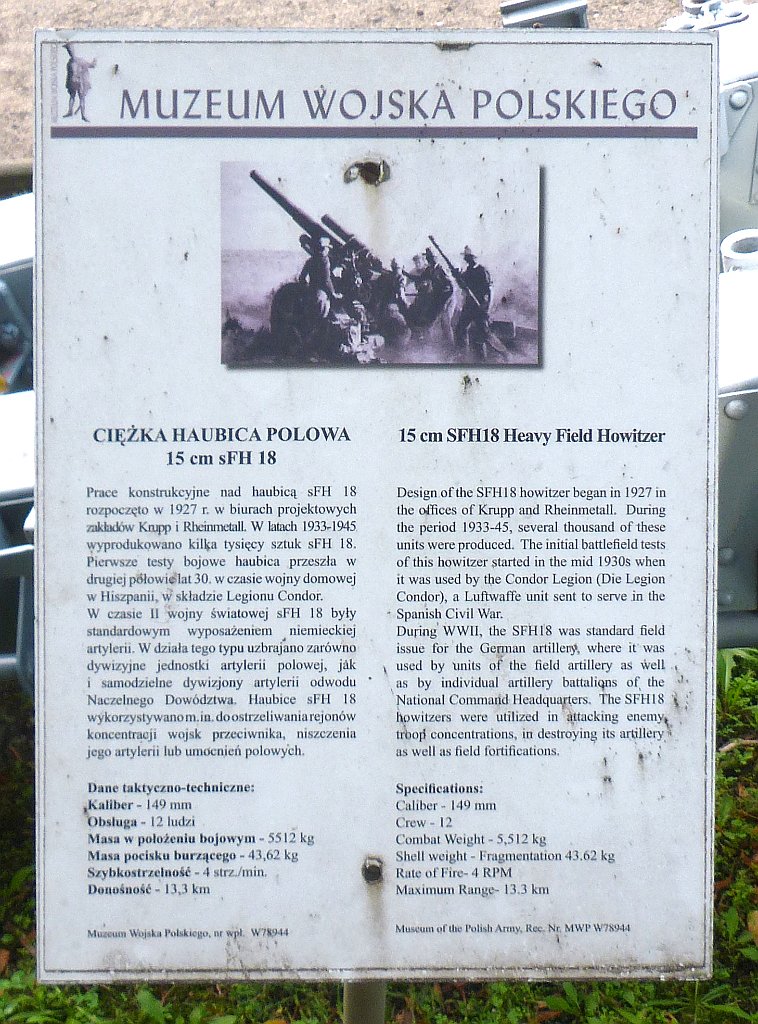 MUZEUM WOJSKA POLSKIEGO
CIĘŻKA HAUBICA POLOWA
15 cm sFH 18
Prace konstrukcyjne nad haubicą sFH 18
rozpoczęto w 1927 r. w biurach projektowych
zakładów Krupp i Rheinmetall. W latach 1933-1945
wyprodukowano kilka tysięcy sztuk sFH 18.
Pierwsze testy bojowe haubica przeszła w
drugiej połowie lat 30. w czasie wojny domowej
w Hiszpanii, w składzie Legionu Condor.
W czasie II wojny światowej sFH 18 były
standardowym wyposażeniem niemieckiej
artylerii. W działa tego typu uzbrajano zarówno
dywizyjne jednostki artylerii polowej, jak
i samodzielne dywizjony artylerii odwodu
Naczelnego Dowództwa. Haubice sFH 18
wykorzystywano m.in. do ostrzeliwania rejonów
koncentracji wojsk przeciwnika, niszczenia
jego artylerii lub umocnień polowych.
Dane taktyczno-techniczne:
Kaliber - 149 mm
Obsługa - 12 ludzi
Masa w położeniu bojowym - 5512 kg
Masa pocisku burzącego - 43,62 kg
Szybkostrzelność - 4 strz./min.
Donośność - 13,3 km
Muzeum Wojska Polskiego, nr wpł. W78944
15 cm SFH18 Heavy Field Howitzer
Design of the SFH18 howitzer began in 1927 in
the offices of Krupp and Rheinmetall. During
the period 1933-45, several thousand of these
units were produced. The initial battlefield tests
of this howitzer started in the mid 1930s when
it was used by the Condor Legion (Die Legion
Condor), a Luftwaffe unit sent to serve in the
Spanish Civil War.
During WWII, the SFH18 was standard field
issue for the German artillery, where it was
used by units of the field artillery as well
as by individual artillery battalions of the
National Command Headquarters. The SFH18
howitzers were utilized in attacking enemy
troop concentrations, in destroying its artillery
as well as field fortifications.
Specifications:
Caliber - 149 mm
Crew - 12
Combat Weight - 5,512 kg
Shell weight - Fragmentation 43.62 kg
Rate of Fire- 4 RPM
Maximum Range- 13.3 km
Museum of the Polish Army, Rec. Nr. MWP W78944